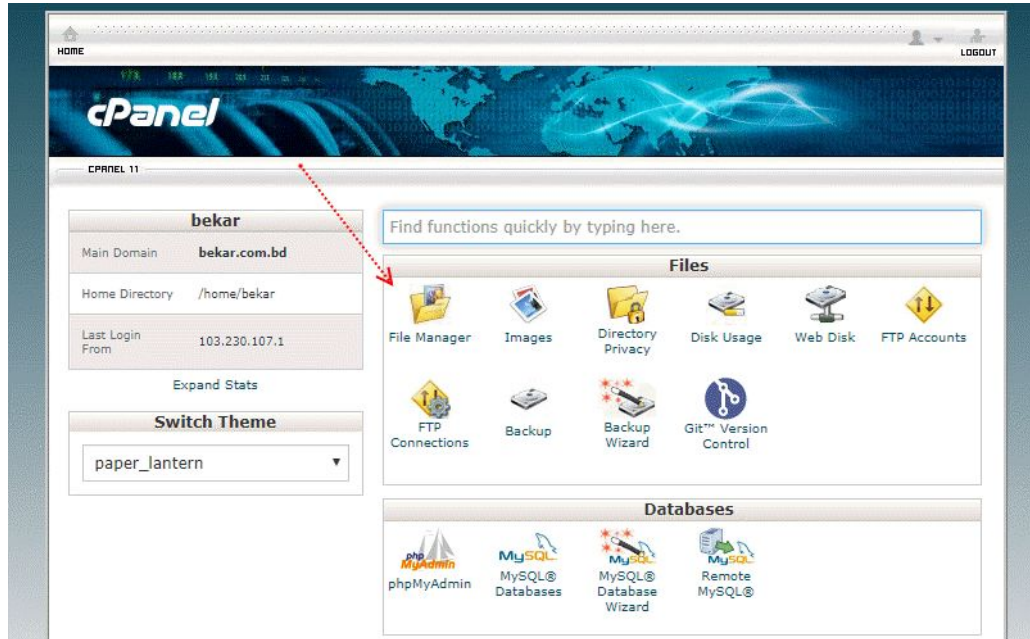 HOME
LOGOUT
cPanel
CPANEL 11
bekar
Main Domain bekar.com.bd
Home Directory /home/bekar
Last Login From 103.230.107.1
Expand Stats
Switch Theme
paper_lantern
Find functions quickly by typing here.
Files
File Manager
Images
Directory
Privacy
Disk Usage
Web Disk
FTP Accounts
FTP
Connections
Backup
Backup
Wizard
Git™ Version
Control
Databases
phpMyAdmin
MySQL®
Databases
MySQL®
Database
Wizard
Remote
MySQL®